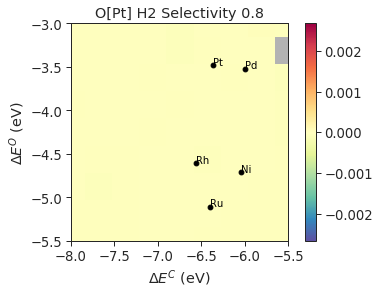 O[Pt] H2 Selectivity 0.8
−3.0
−3.5
−4.0
−4.5
−5.0
−5.5
ΔE^O (eV)
Pt
Pd
Rh
Ni
Ru
−8.0 −7.5 −7.0 −6.5 −6.0 −5.5
ΔE^C (eV)
0.002
0.001
0.000
−0.001
−0.002